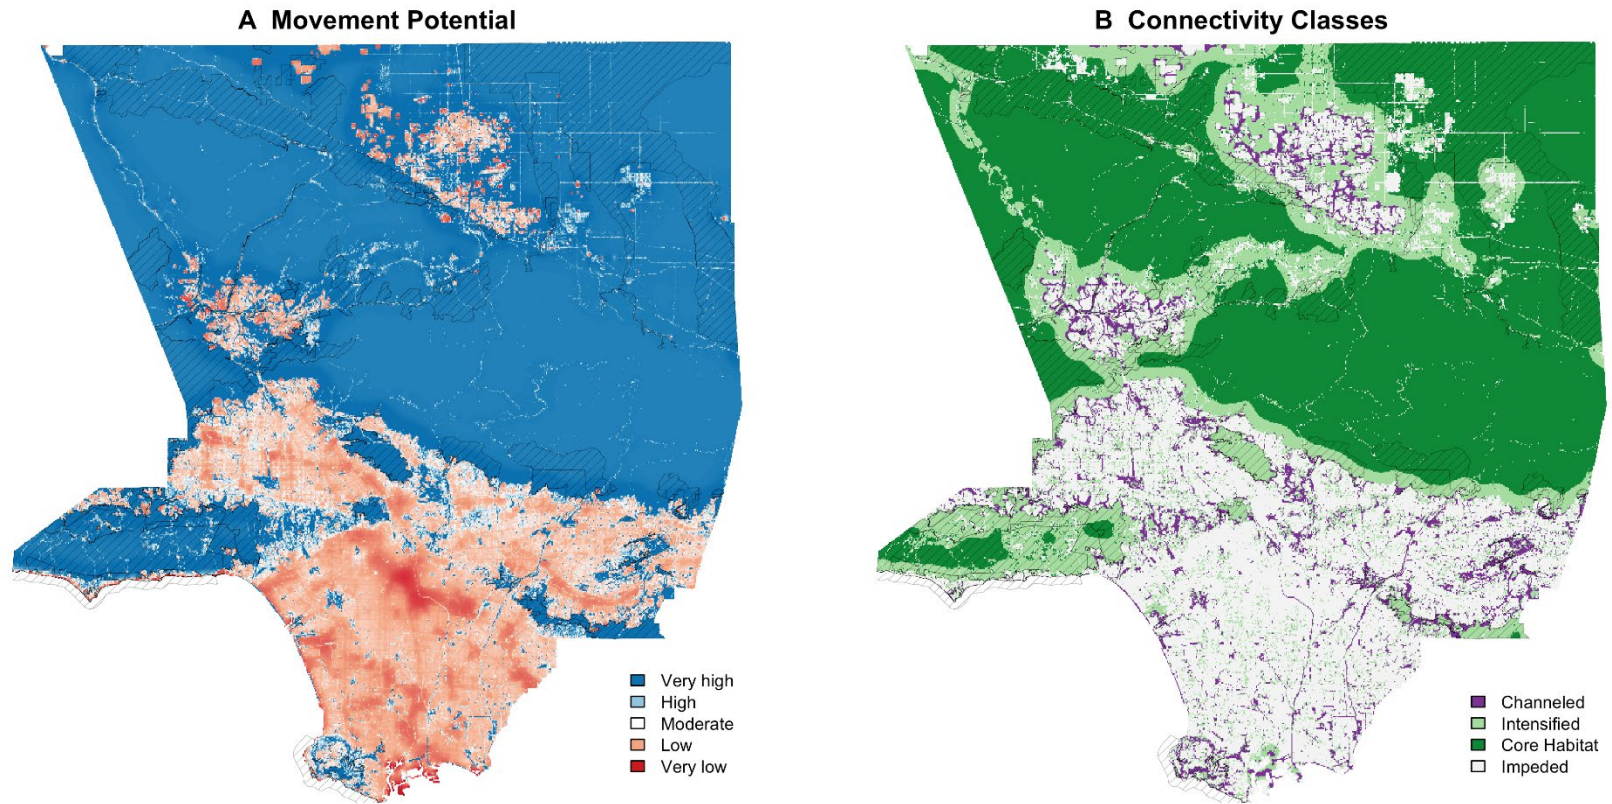 A Movement Potential
B Connectivity Classes
Very high
High
Moderate
Low
Very low
Channeled
Intensified
Core Habitat
Impeded